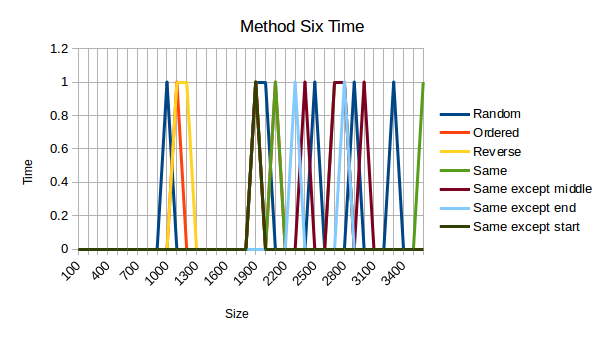 Method Six Time
1.2
1
0.8
0.6
0.4
0.2
0
Time
100
400
700
1000
1300
1600
1900
2200
2500
2800
3100
3400
Size
Random
Ordered
Reverse
Same
Same except middle
Same except end
Same except start